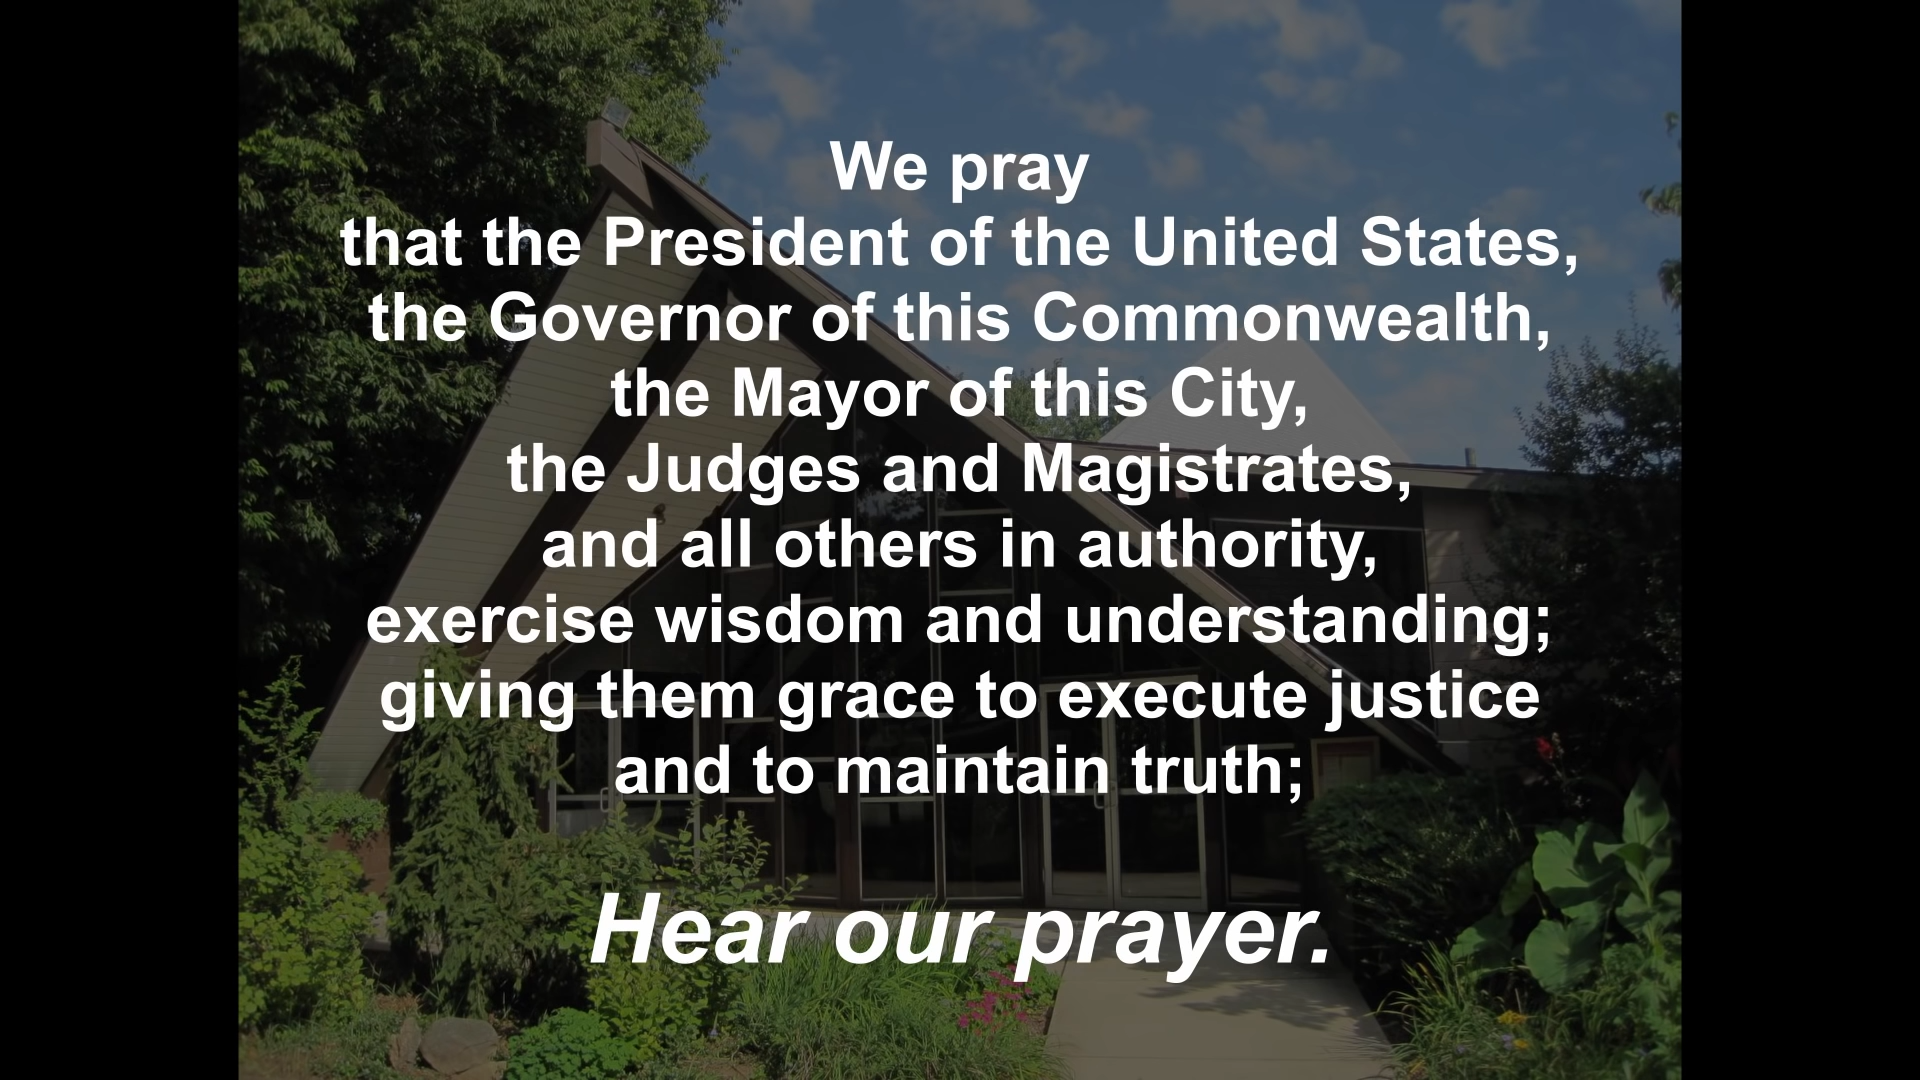 We pray
that the President of the United States,
the Governor of this Commonwealth,
the Mayor of this City,
the Judges and Magistrates,
and all others in authority,
exercise wisdom and understanding;
giving them grace to execute justice
and to maintain truth;
Hear our prayer.